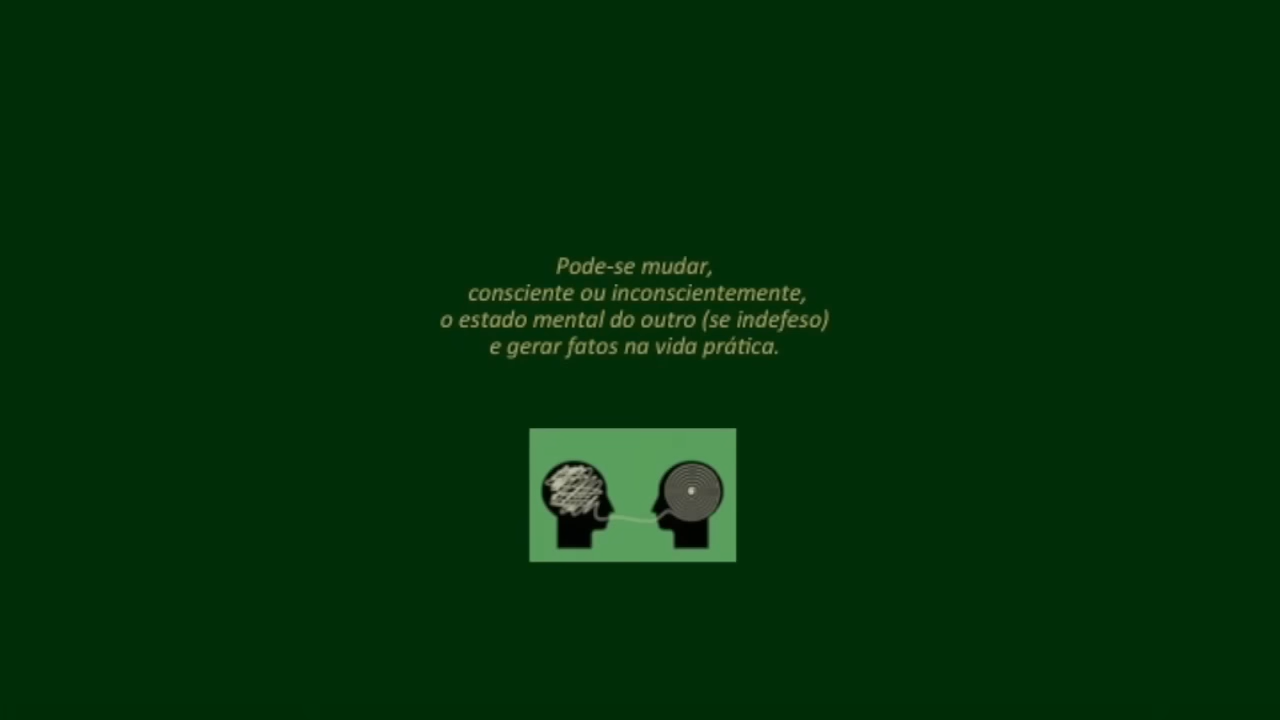 Pode-se mudar,
consciente ou inconscientemente,
o estado mental do outro (se indefeso)
e gerar fatos na vida prática.